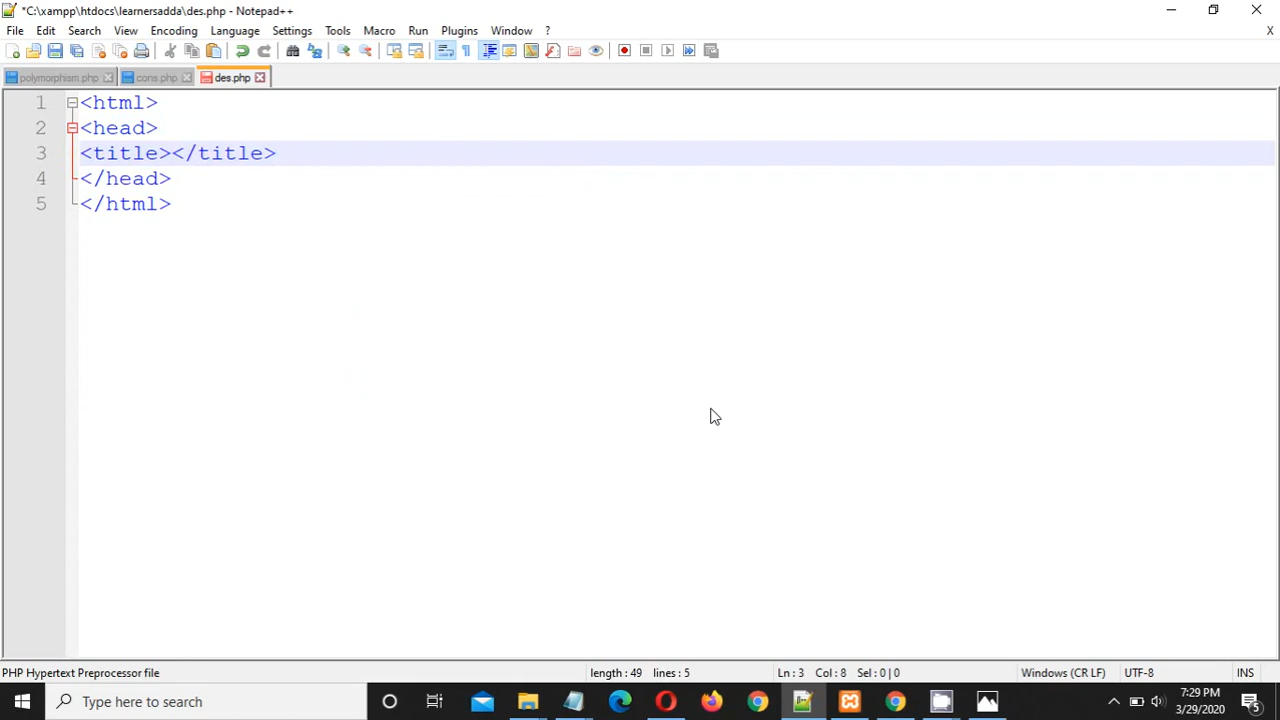 *C:\xampp\htdocs\learnersadda\des.php - Notepad++
File Edit Search View Encoding Language Settings Tools Macro Run Plugins Window ? X
polymorphism.php cons.php des.php
1 <html>
2 <head>
3 <title></title>
4 </head>
5 </html>
PHP Hypertext Preprocessor file length : 49 lines : 5 Ln : 3 Col : 8 Sel : 0 | 0 Windows (CR LF) UTF-8 INS
Type here to search
7:29 PM
3/29/2020
5